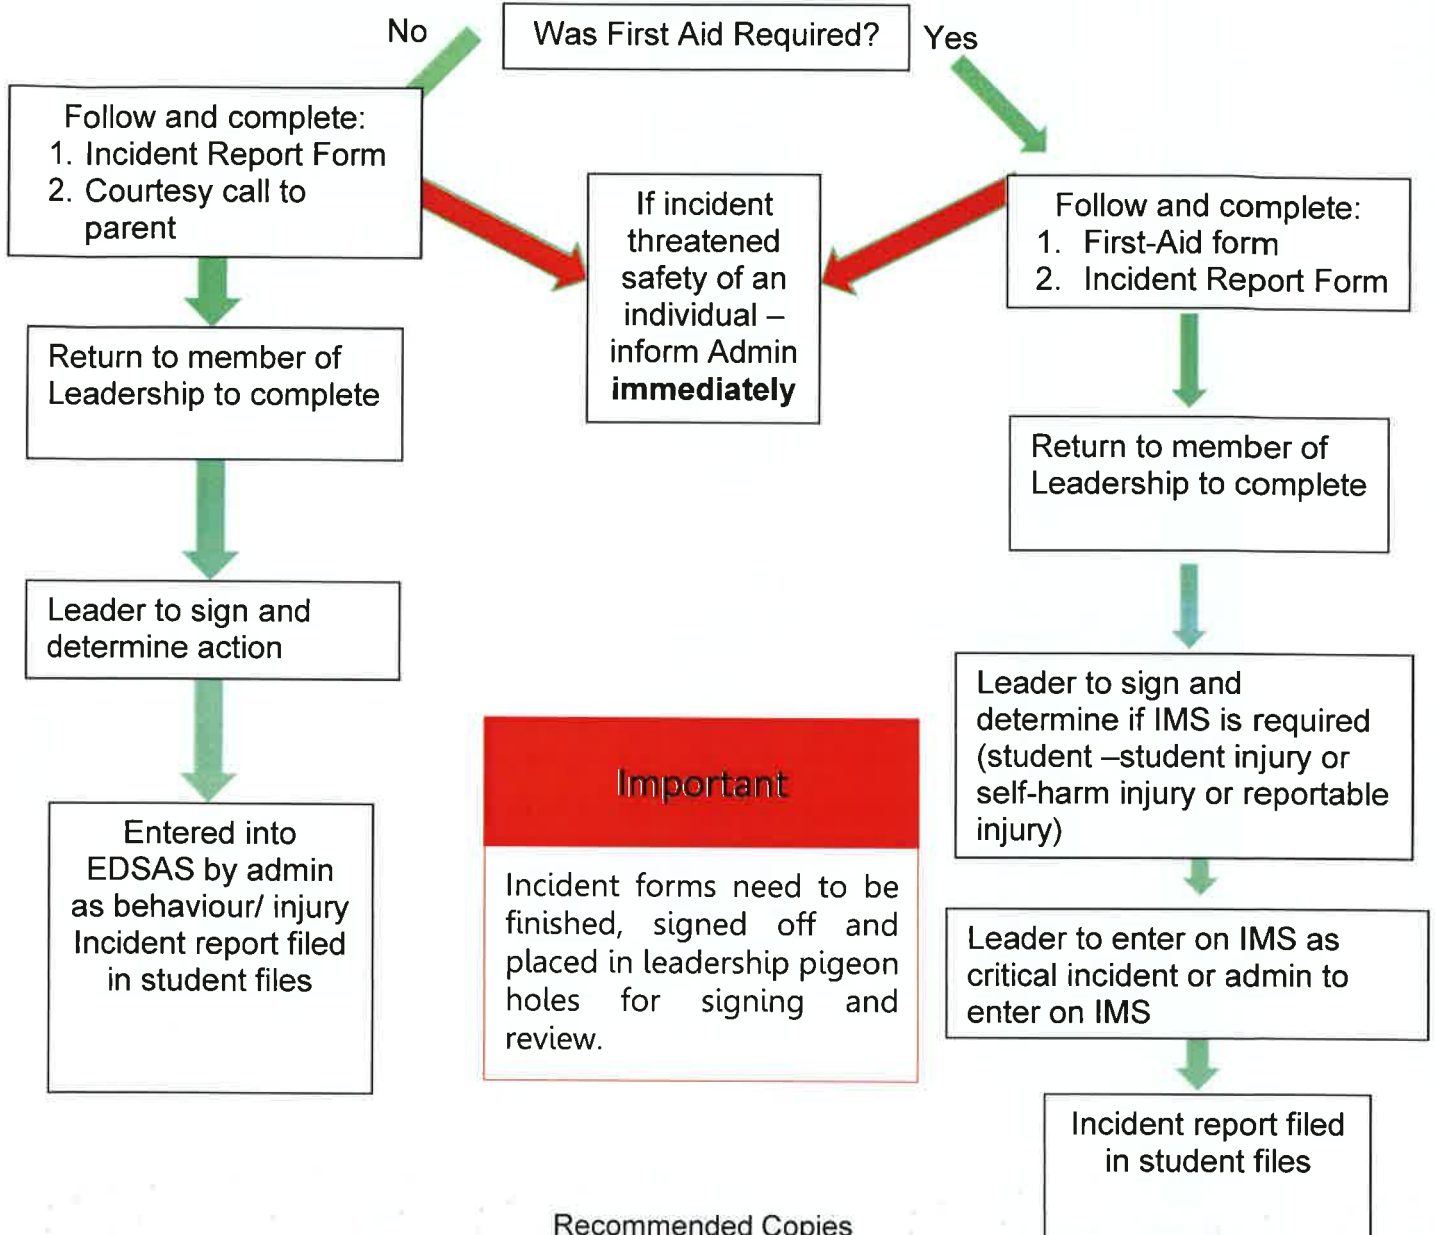 No
Was First Aid Required?
Yes
Follow and complete:
1. Incident Report Form
2. Courtesy call to
parent
If incident
threatened
safety of an
individual –
inform Admin
immediately
Follow and complete:
1. First-Aid form
2. Incident Report Form
Return to member of
Leadership to complete
Return to member of
Leadership to complete
Leader to sign and
determine action
Leader to sign and
determine if IMS is required
(student –student injury or
self-harm injury or reportable
injury)
Important
Incident forms need to be
finished, signed off and
placed in leadership pigeon
holes for signing and
review.
Entered into
EDSAS by admin
as behaviour/ injury
Incident report filed
in student files
Leader to enter on IMS as
critical incident or admin to
enter on IMS
Incident report filed
in student files
Recommended Copies